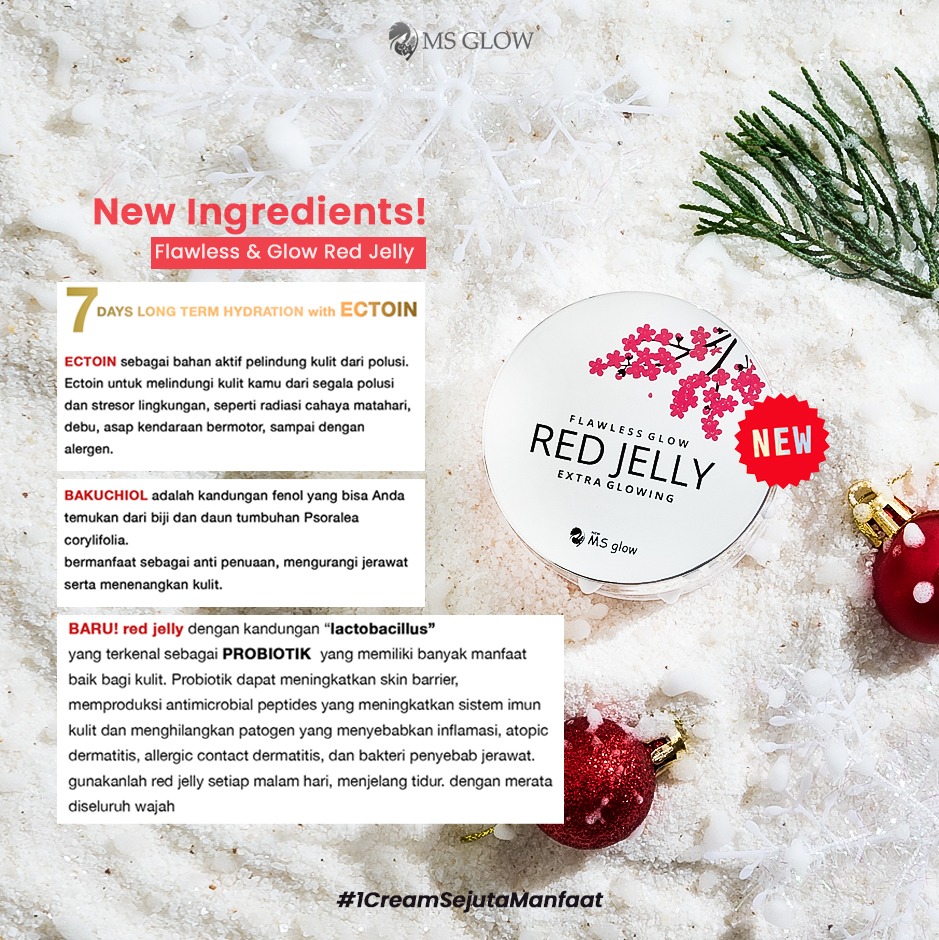 MS GLOW
New Ingredients!
Flawless & Glow Red Jelly
7 DAYS LONG TERM HYDRATION with ECTOIN
ECTOIN sebagai bahan aktif pelindung kulit dari polusi.
Ectoin untuk melindungi kulit kamu dari segala polusi
dan stresor lingkungan, seperti radiasi cahaya matahari,
debu, asap kendaraan bermotor, sampai dengan
alergen.
BAKUCHIOL adalah kandungan fenol yang bisa Anda
temukan dari biji dan daun tumbuhan Psoralea
corylifolia.
bermanfaat sebagai anti penuaan, mengurangi jerawat
serta menenangkan kulit.
BARU! red jelly dengan kandungan “lactobacillus”
yang terkenal sebagai PROBIOTIK yang memiliki banyak manfaat
baik bagi kulit. Probiotik dapat meningkatkan skin barrier,
memproduksi antimicrobial peptides yang meningkatkan sistem imun
kulit dan menghilangkan patogen yang menyebabkan inflamasi, atopic
dermatitis, allergic contact dermatitis, dan bakteri penyebab jerawat.
gunakanlah red jelly setiap malam hari, menjelang tidur. dengan merata
diseluruh wajah
FLAWLESS GLOW
RED JELLY
EXTRA GLOWING
NEW
MS glow
NEW
#1CreamSejutaManfaat